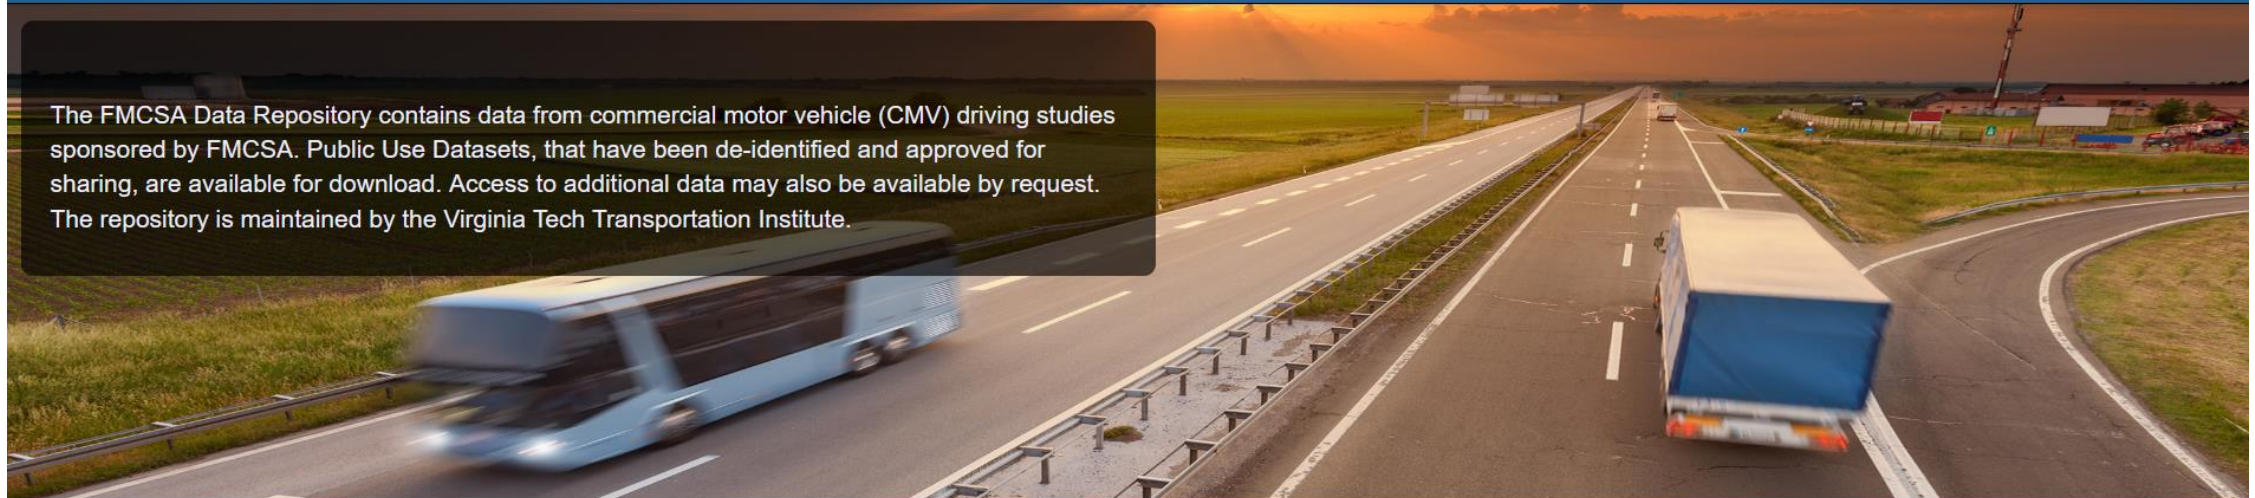 The FMCSA Data Repository contains data from commercial motor vehicle (CMV) driving studies
sponsored by FMCSA. Public Use Datasets, that have been de-identified and approved for
sharing, are available for download. Access to additional data may also be available by request.
The repository is maintained by the Virginia Tech Transportation Institute.